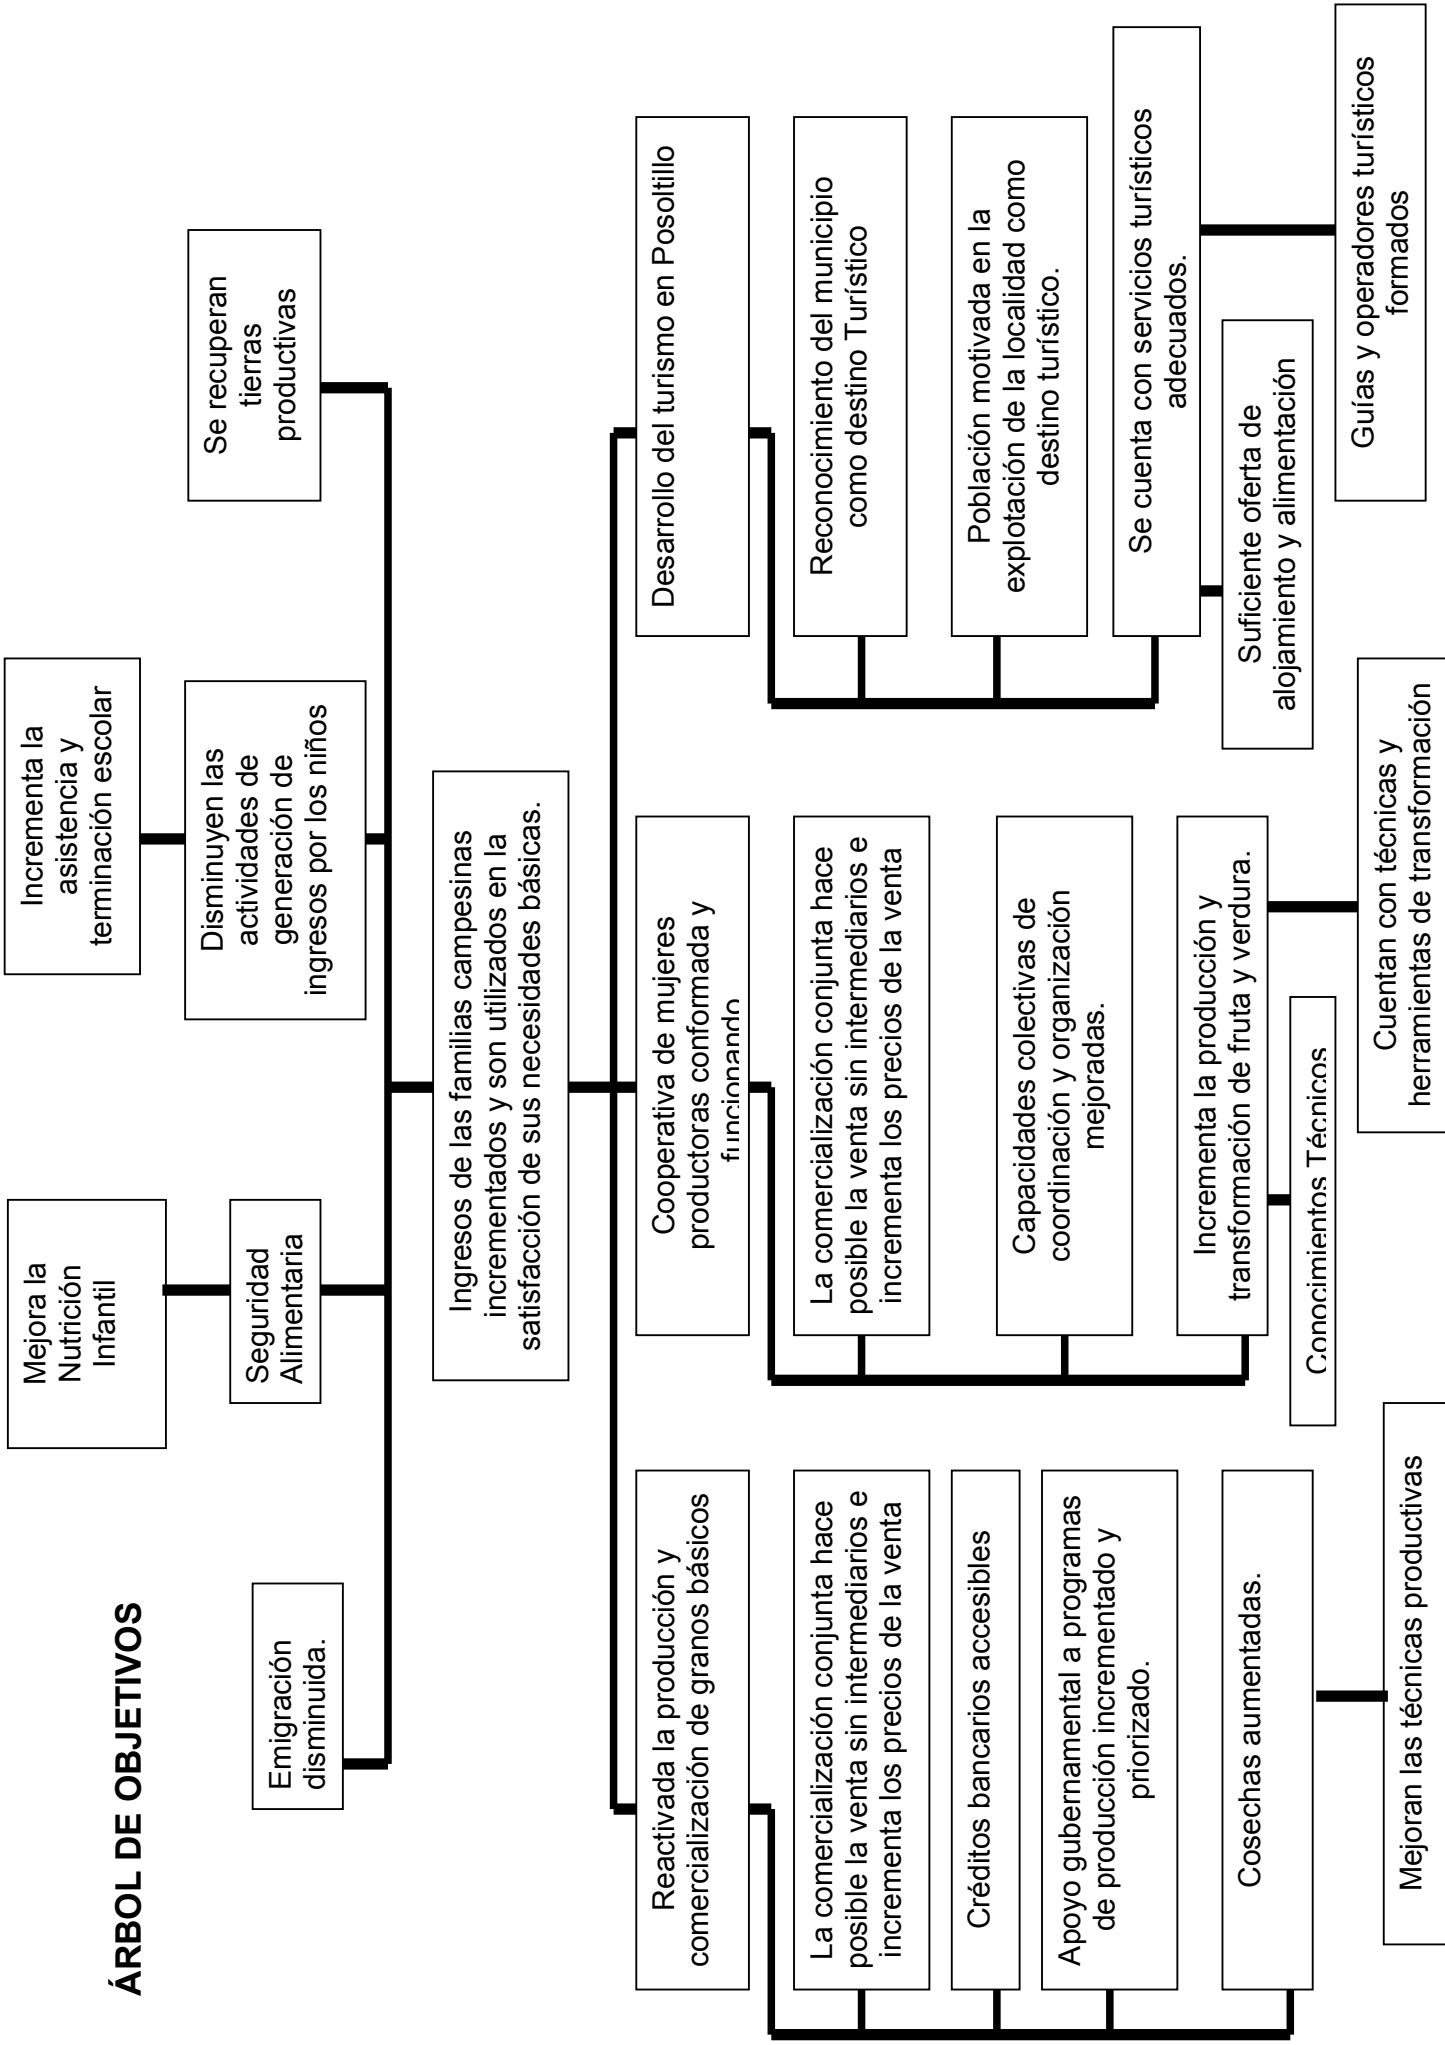 ÁRBOL DE OBJETIVOS
Mejora la
Nutrición
Infantil
Incrementa la
asistencia y
terminación escolar
Emigración
disminuida.
Seguridad
Alimentaria
Disminuyen las
actividades de
generación de
ingresos por los niños
Se recuperan
tierras
productivas
Ingresos de las familias campesinas
incrementados y son utilizados en la
satisfacción de sus necesidades básicas.
Reactivada la producción y
comercialización de granos básicos
La comercialización conjunta hace
posible la venta sin intermediarios e
incrementa los precios de la venta
Créditos bancarios accesibles
Apoyo gubernamental a programas
de producción incrementado y
priorizado.
Cosechas aumentadas.
Mejoran las técnicas productivas
Cooperativa de mujeres
productoras conformada y
funcionando
La comercialización conjunta hace
posible la venta sin intermediarios e
incrementa los precios de la venta
Capacidades colectivas de
coordinación y organización
mejoradas.
Incrementa la producción y
transformación de fruta y verdura.
Conocimientos Técnicos
Cuentan con técnicas y
herramientas de transformación
Desarrollo del turismo en Posoltillo
Reconocimiento del municipio
como destino Turístico
Población motivada en la
explotación de la localidad como
destino turístico.
Se cuenta con servicios turísticos
adecuados.
Suficiente oferta de
alojamiento y alimentación
Guías y operadores turísticos
formados